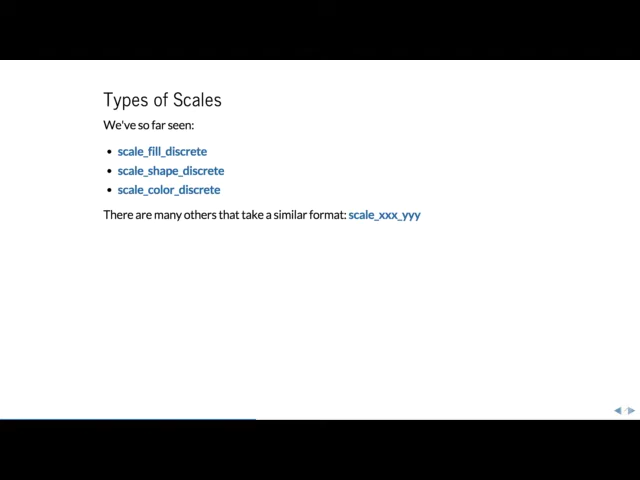 Types of Scales
We've so far seen:
• scale_fill_discrete
• scale_shape_discrete
• scale_color_discrete
There are many others that take a similar format: scale_xxx_yyy